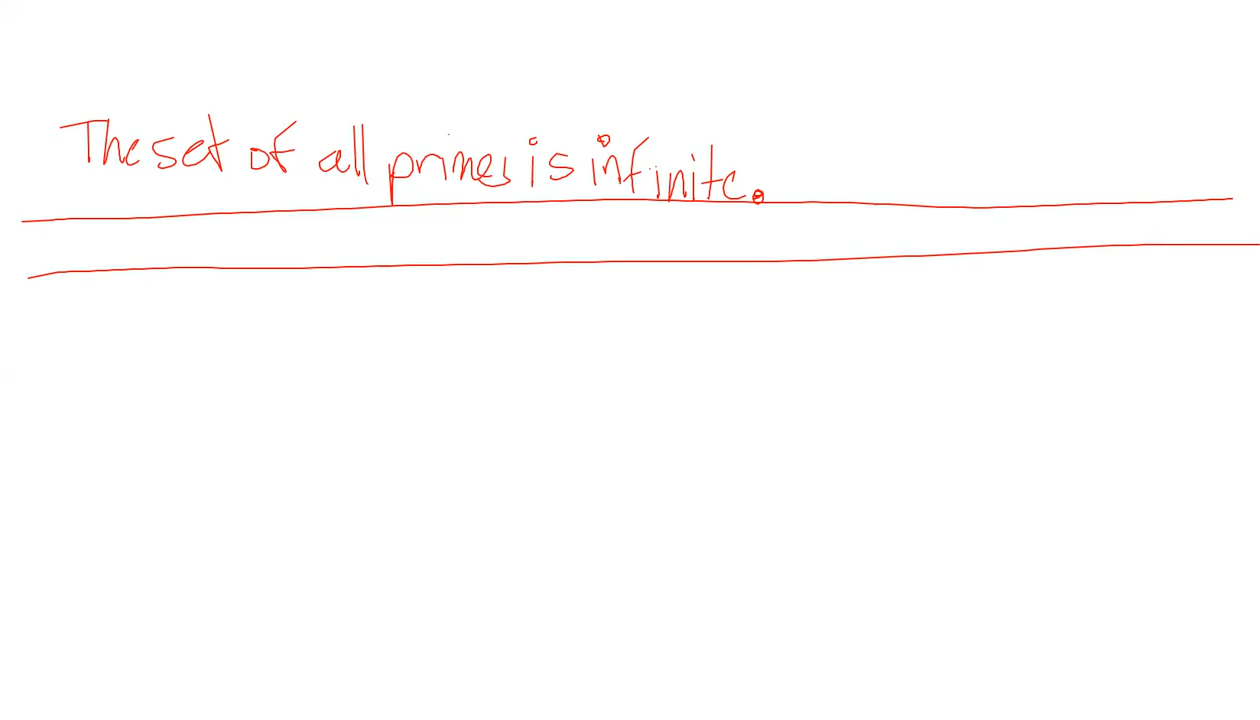 The set of all primes is infinite.